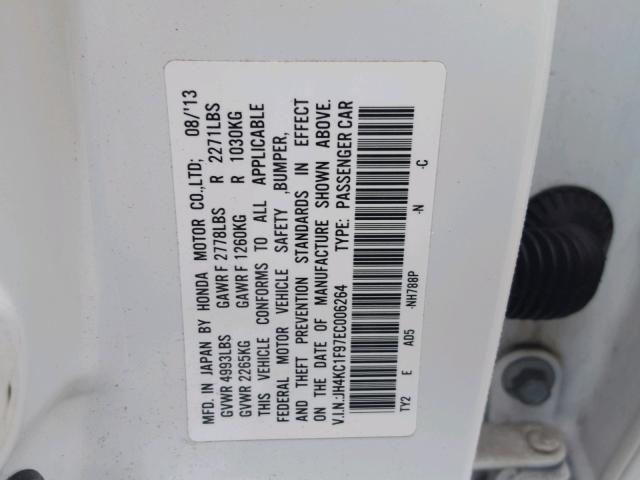 MFD. IN JAPAN BY HONDA MOTOR CO.,LTD; 08/'13
GVWR 4993LBS GAWR F 2778LBS R 2271LBS
GVWR 2265KG GAWR F 1260KG R 1030KG
THIS VEHICLE CONFORMS TO ALL APPLICABLE
FEDERAL MOTOR VEHICLE SAFETY ,BUMPER,
AND THEFT PREVENTION STANDARDS IN EFFECT
ON THE DATE OF MANUFACTURE SHOWN ABOVE.
V.I.N:JH4KC1F97EC006264 TYPE: PASSENGER CAR
TY2 E AD5 -NH788P -N -C